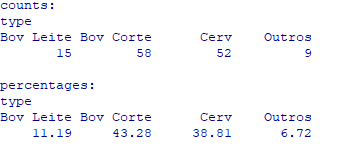 counts:
type
Bov Leite Bov Corte Cerv Outros
15 58 52 9
percentages:
type
Bov Leite Bov Corte Cerv Outros
11.19 43.28 38.81 6.72